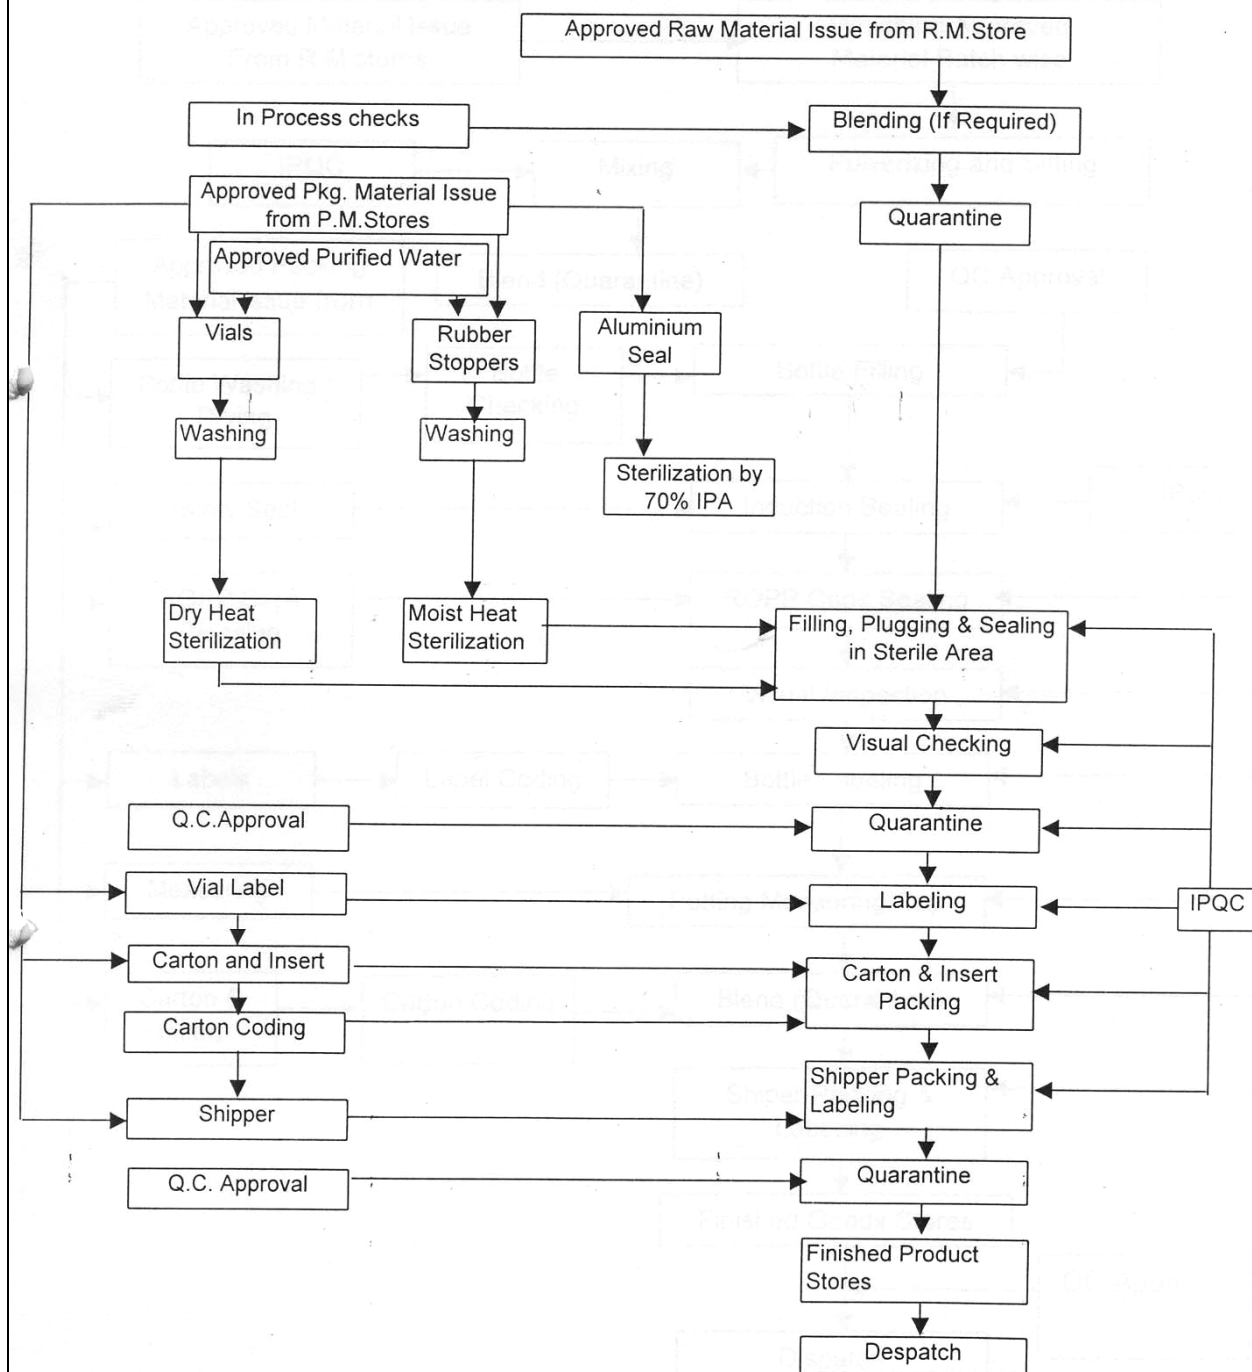 Approved Raw Material Issue from R.M.Store
In Process checks
Blending (If Required)
Approved Pkg. Material Issue
from P.M.Stores
Quarantine
Approved Purified Water
Vials
Rubber
Stoppers
Aluminium
Seal
Washing
Washing
Sterilization by
70% IPA
Dry Heat
Sterilization
Moist Heat
Sterilization
Filling, Plugging & Sealing
in Sterile Area
Visual Checking
Q.C.Approval
Quarantine
Vial Label
Labeling
IPQC
Carton and Insert
Carton & Insert
Packing
Carton Coding
Shipper Packing &
Labeling
Shipper
Q.C. Approval
Quarantine
Finished Product
Stores
Despatch